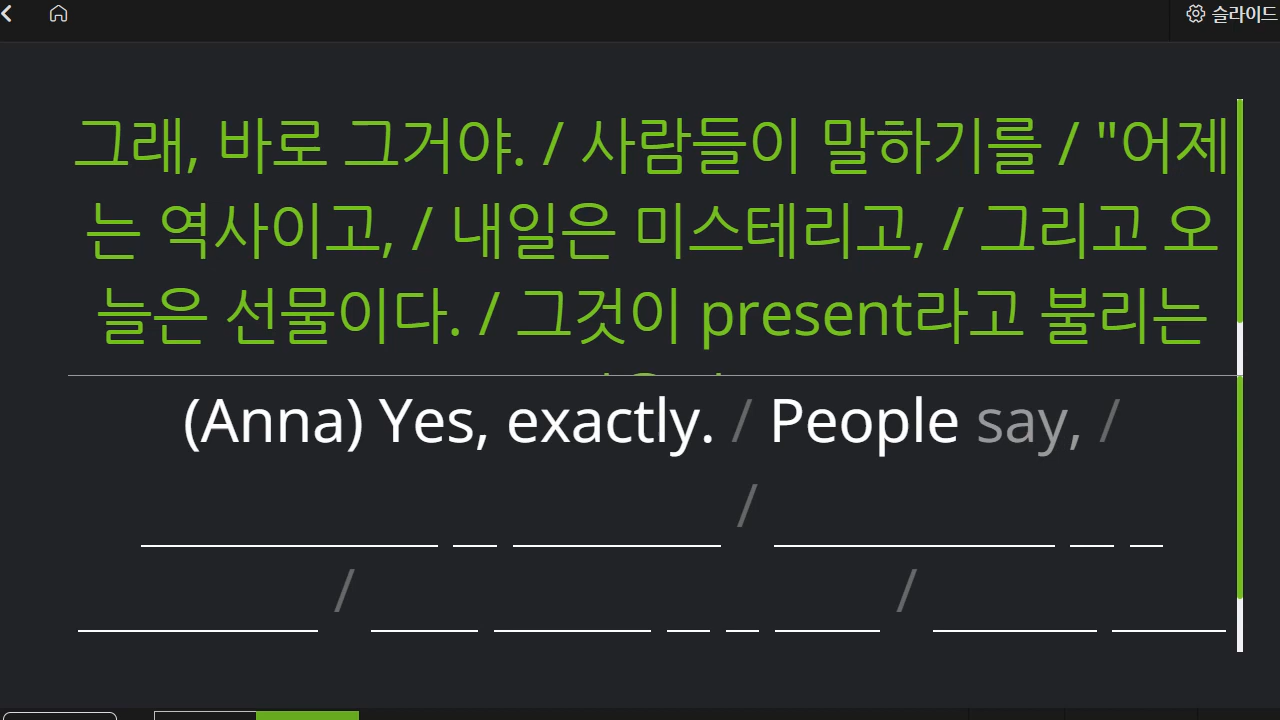 슬라이드
그래, 바로 그거야. / 사람들이 말하기를 / "어제
는 역사이고, / 내일은 미스테리고, / 그리고 오
늘은 선물이다. / 그것이 present라고 불리는
(Anna) Yes, exactly. / People say, /
/
/ /